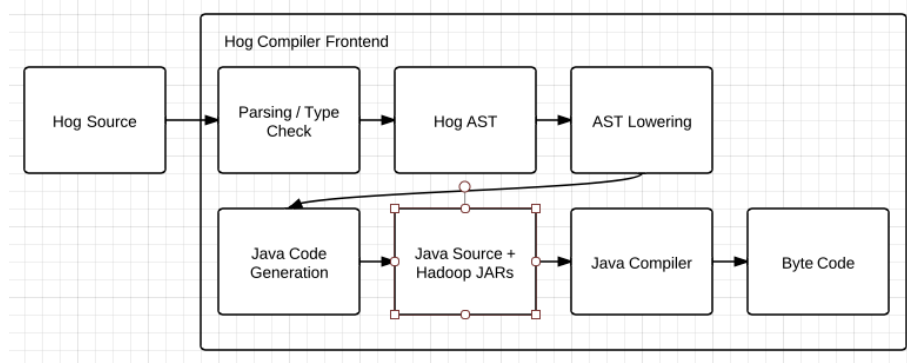 Hog Compiler Frontend
Hog Source
Parsing / Type
Check
Hog AST
AST Lowering
Java Code
Generation
Java Source +
Hadoop JARs
Java Compiler
Byte Code